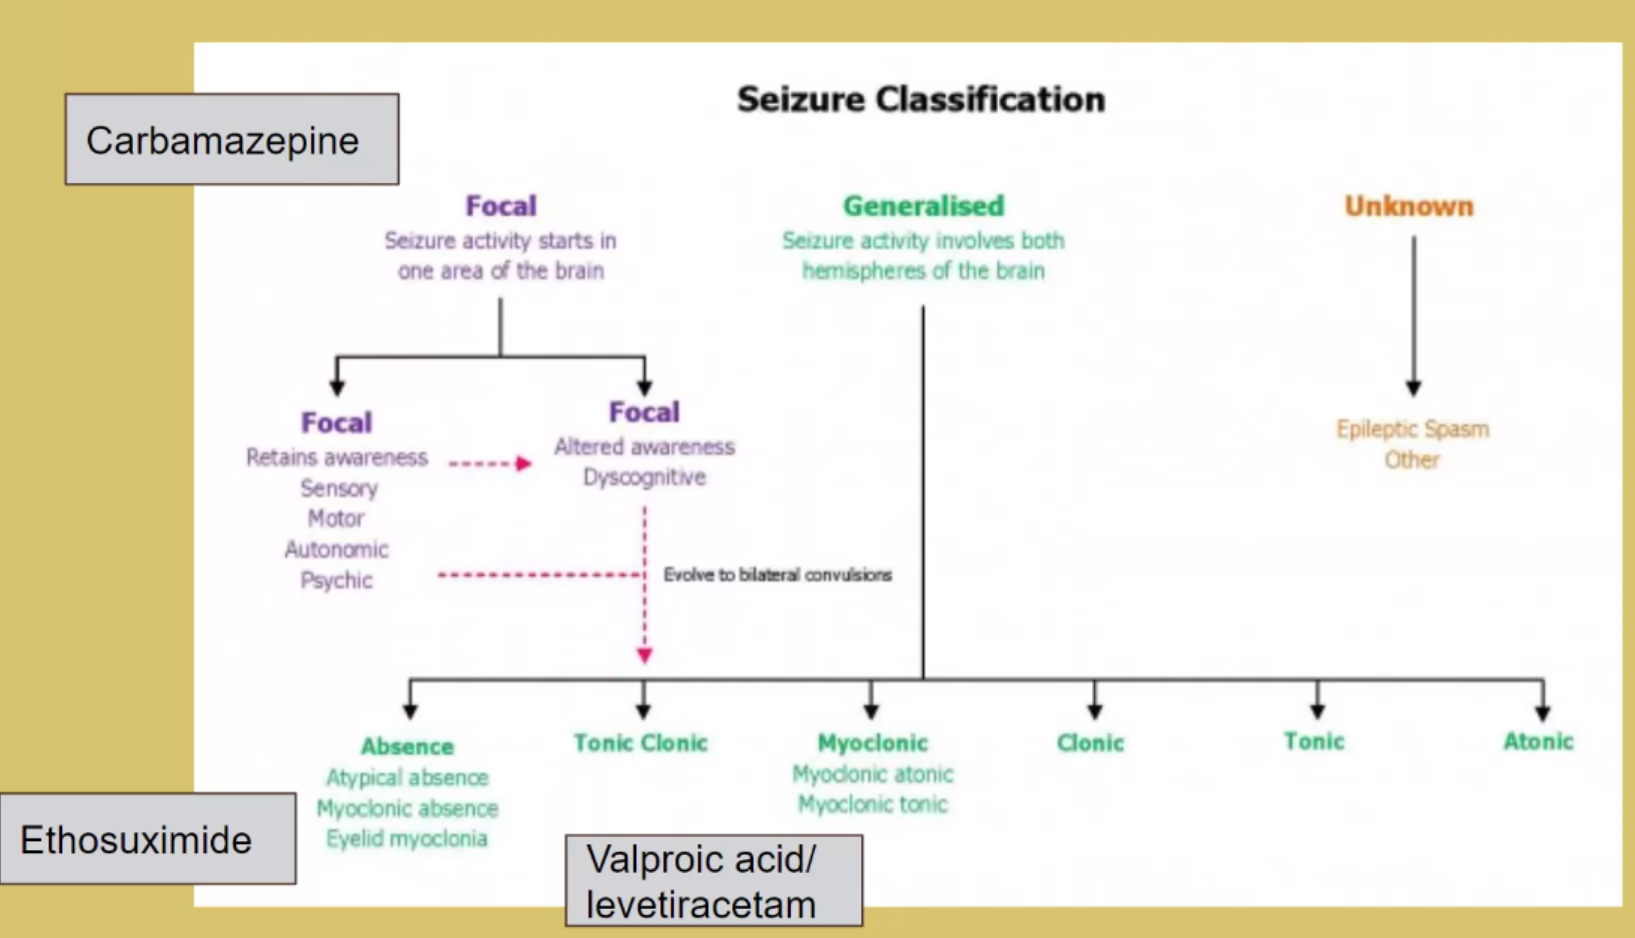 Seizure Classification
Carbamazepine
Focal
Seizure activity starts in
one area of the brain
Generalised
Seizure activity involves both
hemispheres of the brain
Unknown
Focal
Retains awareness
Sensory
Motor
Autonomic
Psychic
Focal
Altered awareness
Dyscognitive
Epileptic Spasm
Other
Evolve to bilateral convulsions
Absence
Atypical absence
Myoclonic absence
Eyelid myoclonia
Tonic Clonic
Myoclonic
Myoclonic atonic
Myoclonic tonic
Clonic
Tonic
Atonic
Ethosuximide
Valproic acid/
levetiracetam